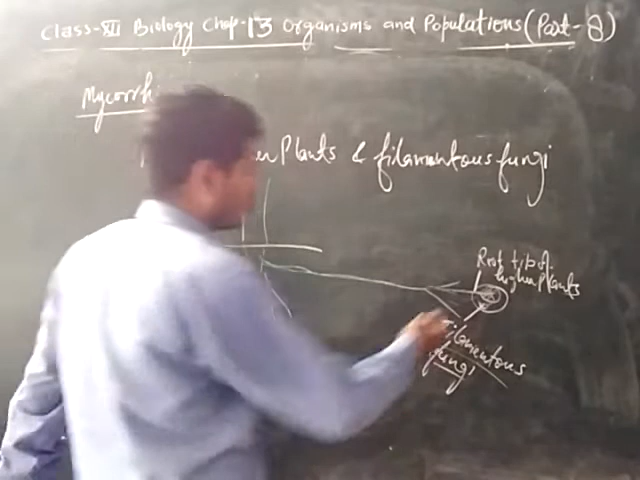 Class-XII Biology Chap-13 Organisms and Populations (Part-8)
Mycorrh
Plants & filamentous fungi
Root tip of
higher plants
filamentous
fungi